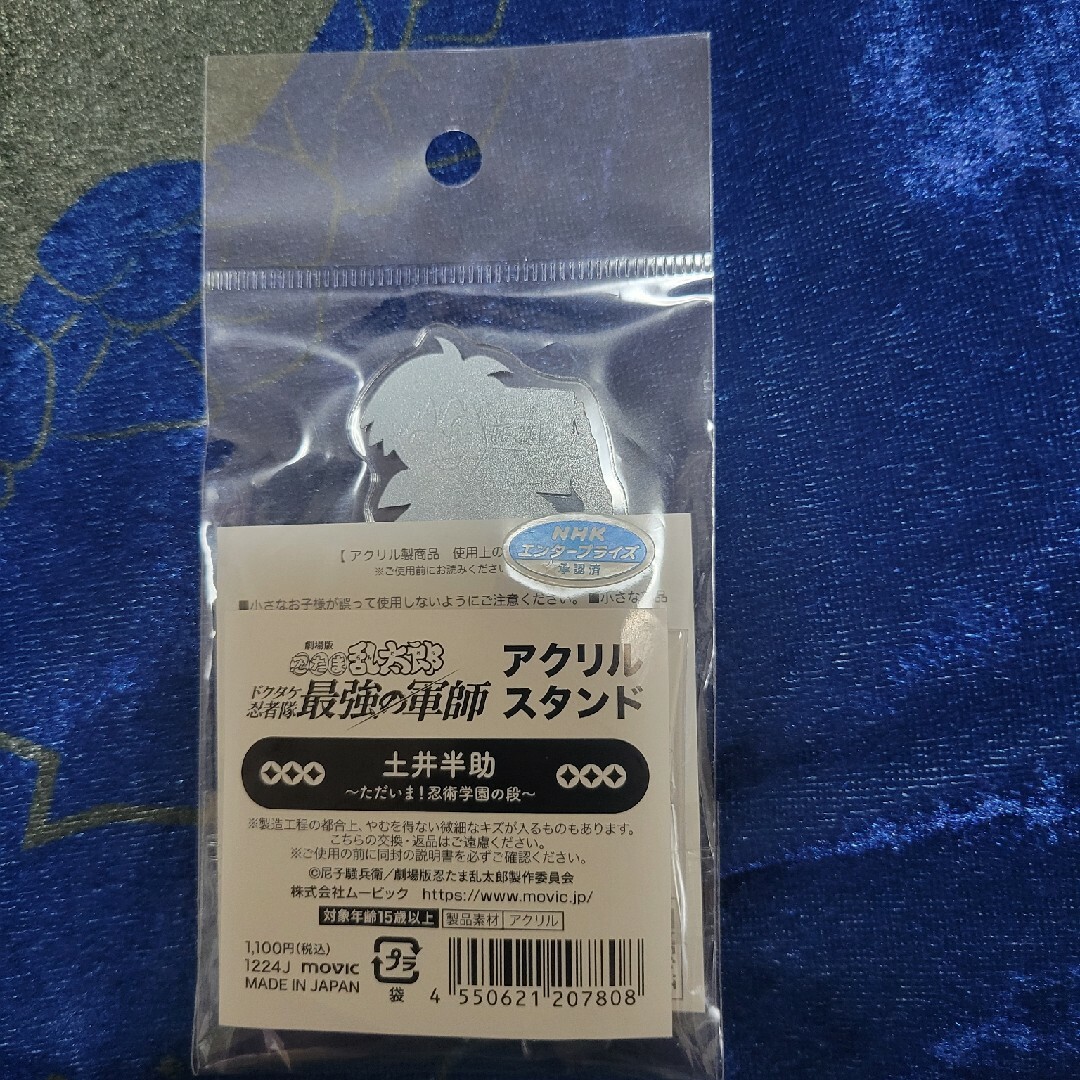 NHK
エンタープライズ
承認済
【アクリル製商品 使用上の
※ご使用前にお読みください
■小さなお子様が誤って使用しないようにご注意ください。 ■小さな
劇場版
忍たま乱太郎
ドクタケ忍者隊 最強の軍師
アクリル
スタンド
土井半助
～ただいま！忍術学園の段～
※製造工程の都合上、やむを得ない微細なキズが入るものもあります。
こちらの交換・返品はご遠慮ください。
※ご使用の前に同封の説明書を必ずご確認ください。
©尼子騒兵衛／劇場版忍たま乱太郎製作委員会
株式会社ムービック https://www.movic.jp/
対象年齢15歳以上 製品素材 アクリル
1,100円(税込)
1224J movic
MADE IN JAPAN
プラ
袋
4 550621 207808